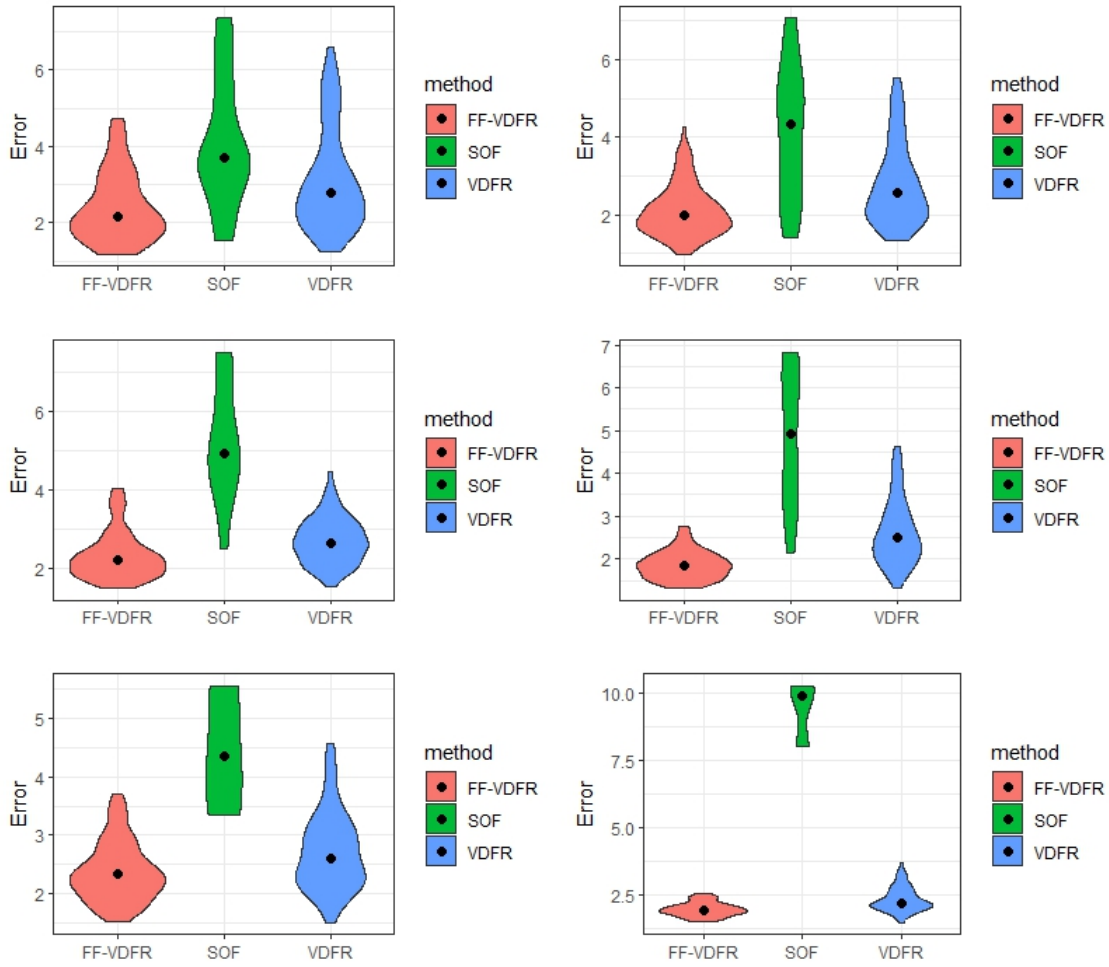 6
4
2
Error
FF-VDFR
SOF
VDFR
method
FF-VDFR
SOF
VDFR
6
4
2
Error
FF-VDFR
SOF
VDFR
method
FF-VDFR
SOF
VDFR
6
4
2
Error
FF-VDFR
SOF
VDFR
method
FF-VDFR
SOF
VDFR
7
6
5
4
3
2
Error
FF-VDFR
SOF
VDFR
method
FF-VDFR
SOF
VDFR
5
4
3
2
Error
FF-VDFR
SOF
VDFR
method
FF-VDFR
SOF
VDFR
10.0
7.5
5.0
2.5
Error
FF-VDFR
SOF
VDFR
method
FF-VDFR
SOF
VDFR